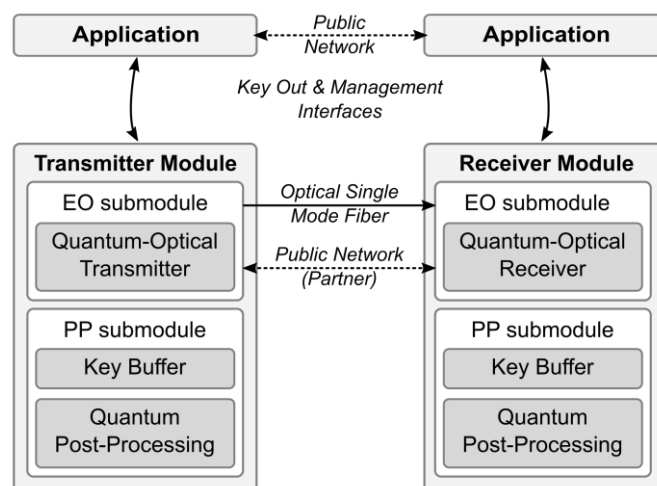 Application
Public
Network
Application
Key Out & Management
Interfaces
Transmitter Module
EO submodule
Quantum-Optical
Transmitter
PP submodule
Key Buffer
Quantum
Post-Processing
Optical Single
Mode Fiber
Public Network
(Partner)
Receiver Module
EO submodule
Quantum-Optical
Receiver
PP submodule
Key Buffer
Quantum
Post-Processing